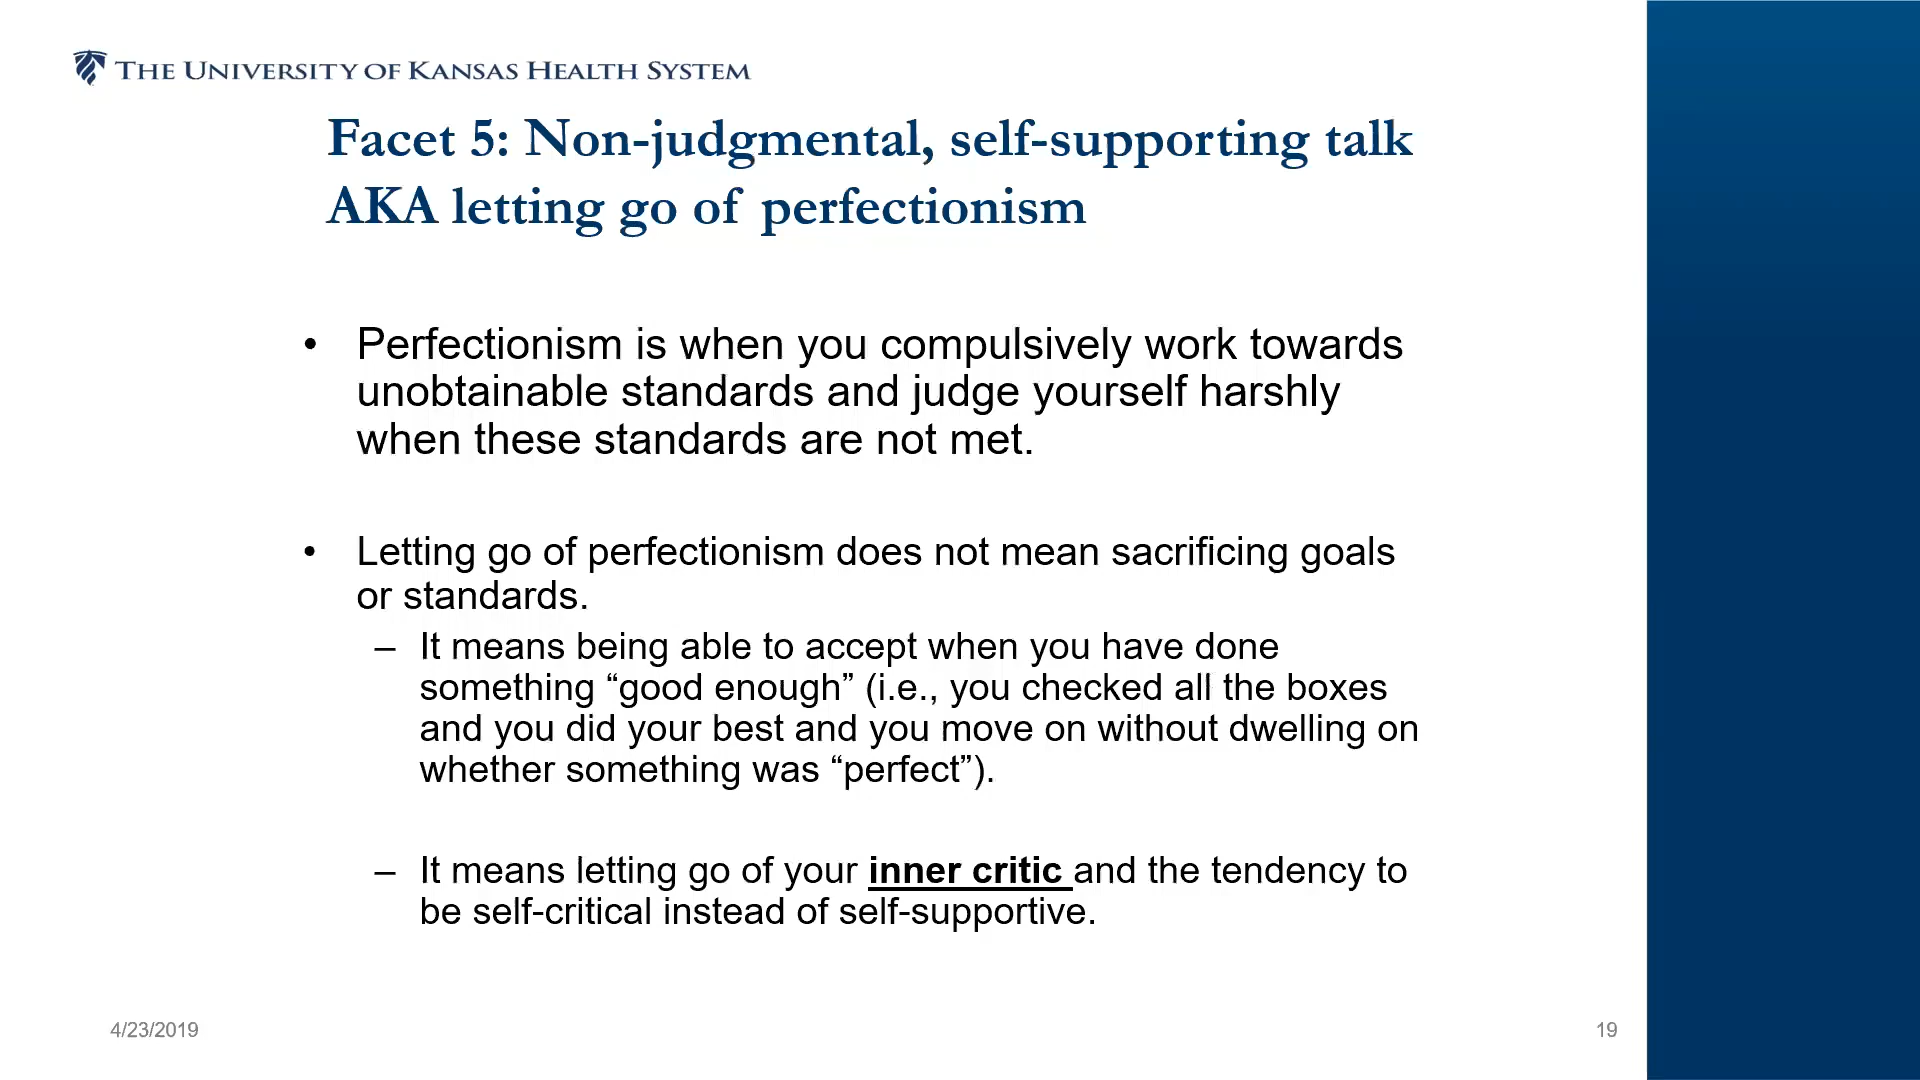 THE UNIVERSITY OF KANSAS HEALTH SYSTEM
Facet 5: Non-judgmental, self-supporting talk
AKA letting go of perfectionism
• Perfectionism is when you compulsively work towards
unobtainable standards and judge yourself harshly
when these standards are not met.
• Letting go of perfectionism does not mean sacrificing goals
or standards.
– It means being able to accept when you have done
something “good enough” (i.e., you checked all the boxes
and you did your best and you move on without dwelling on
whether something was “perfect”).
– It means letting go of your inner critic and the tendency to
be self-critical instead of self-supportive.
4/23/2019
19